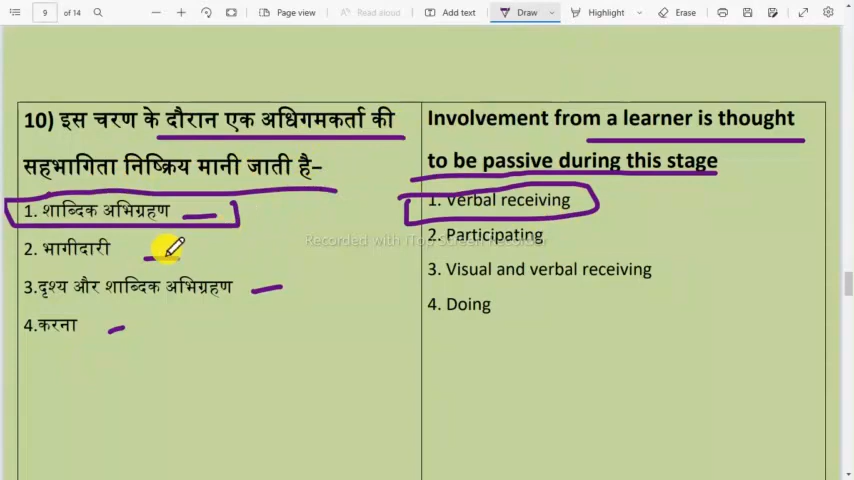 9 of 14 Page view Read aloud Add text Draw Highlight Erase
10) इस चरण के दौरान एक अधिगमकर्ता की
सहभागिता निष्क्रिय मानी जाती है–
1. शाब्दिक अभिग्रहण
2. भागीदारी
3.दृश्य और शाब्दिक अभिग्रहण
4.करना
Involvement from a learner is thought
to be passive during this stage
1. Verbal receiving
2. Participating
3. Visual and verbal receiving
4. Doing
Recorded with iTop Screen Recorder